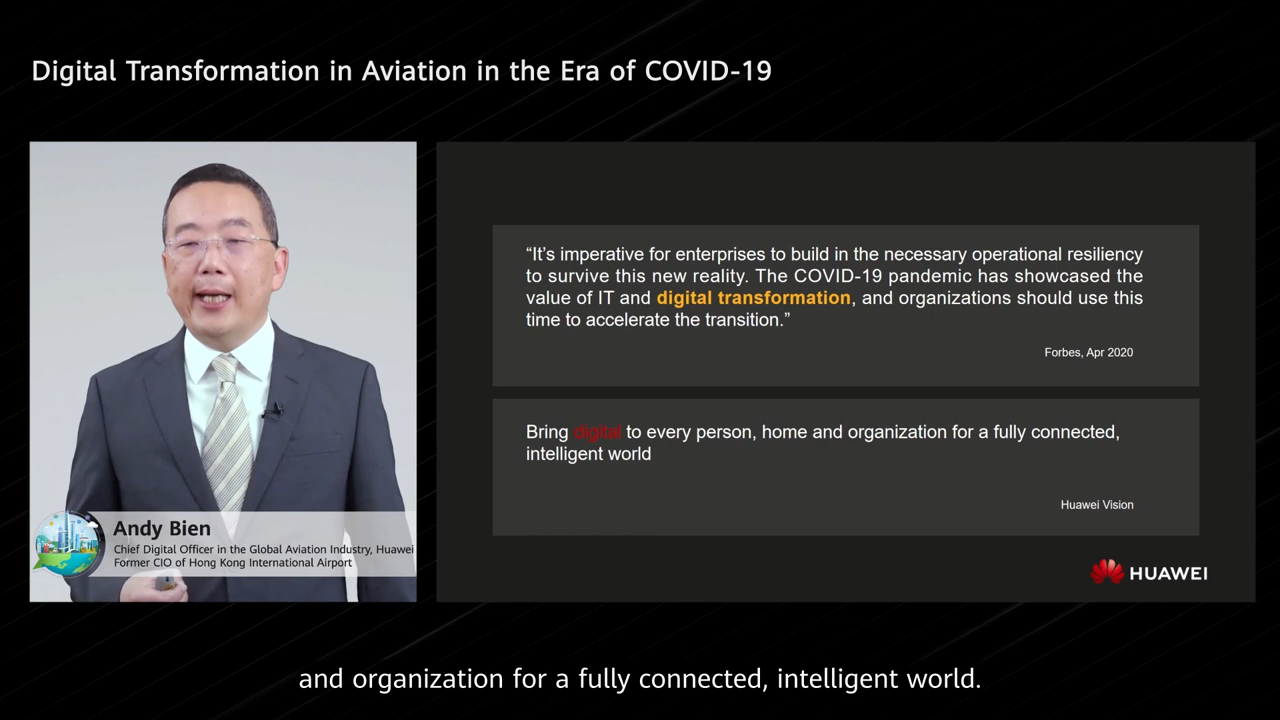 Digital Transformation in Aviation in the Era of COVID-19
“It’s imperative for enterprises to build in the necessary operational resiliency
to survive this new reality. The COVID-19 pandemic has showcased the
value of IT and digital transformation, and organizations should use this
time to accelerate the transition.”
Forbes, Apr 2020
Bring digital to every person, home and organization for a fully connected,
intelligent world
Huawei Vision
HUAWEI
Andy Bien
Chief Digital Officer in the Global Aviation Industry, Huawei
Former CIO of Hong Kong International Airport
and organization for a fully connected, intelligent world.